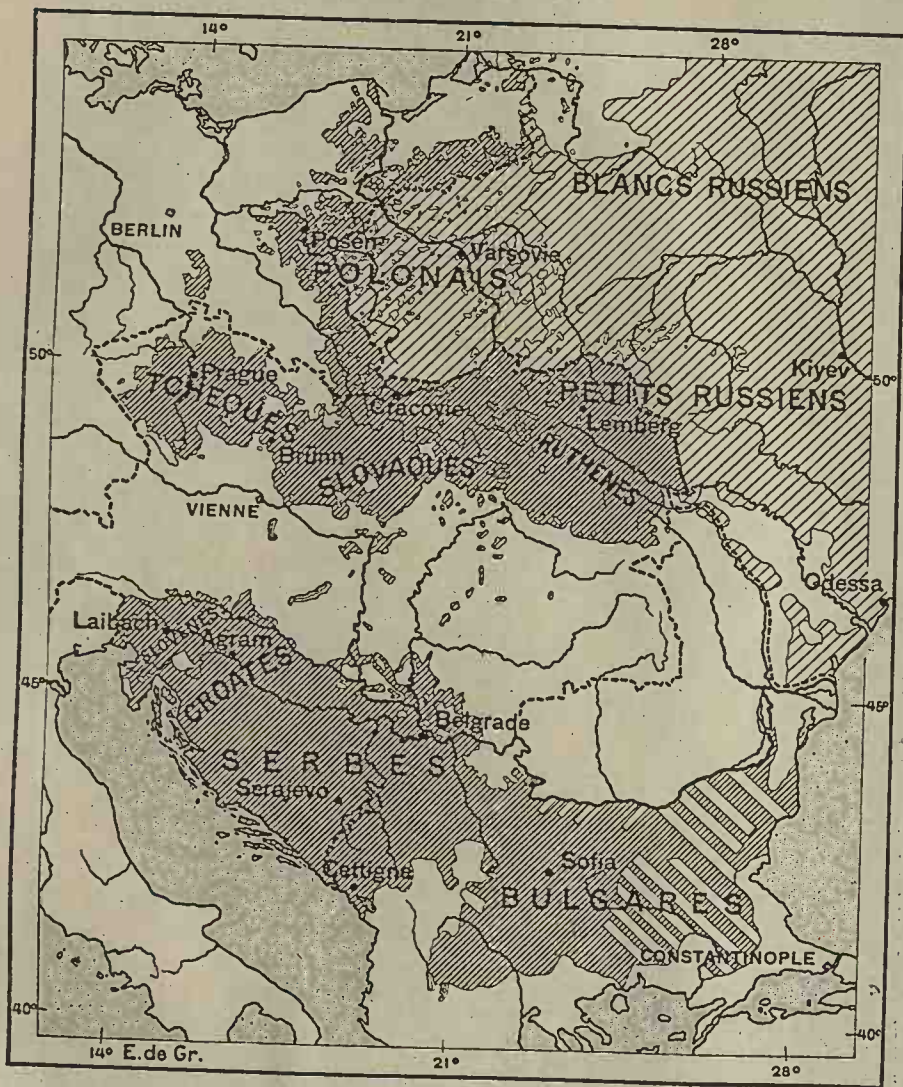 14° 21° 28°
BLANCS RUSSIENS
BERLIN
Posen
Varsovie
POLONAIS
50° 50°
Kiyev
Prague
TCHEQUES
Cracovie
PETITS RUSSIENS
Lemberg
Brünn
SLOVAQUES
RUTHENES
VIENNE
Odessa
Laibach
SLOVENES
Agram
CROATES
45° 45°
Belgrade
SERBES
Serajevo
Cettigne
Sofia
BULGARES
CONSTANTINOPLE
40° 40°
14° E. de Gr. 21° 28°